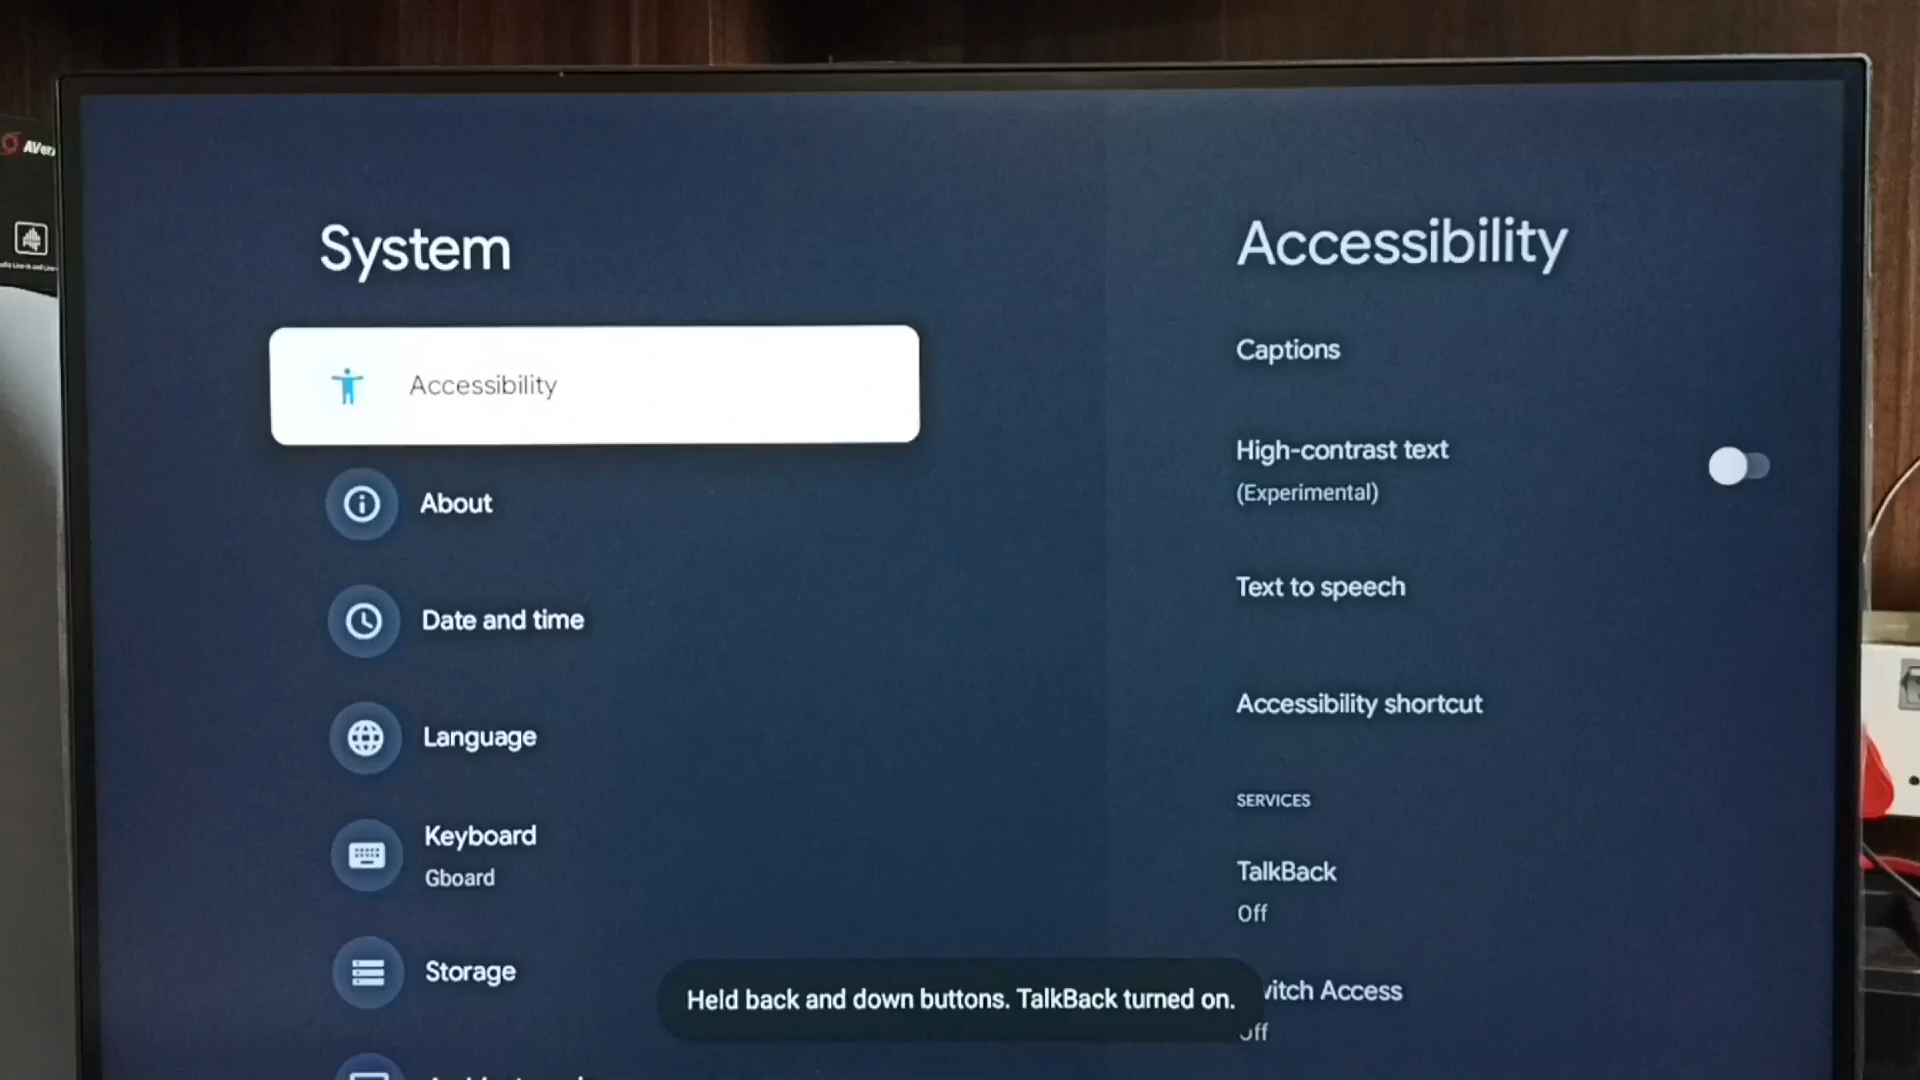 System
Accessibility
About
Date and time
Language
Keyboard
Gboard
Storage
Accessibility
Captions
High-contrast text
(Experimental)
Text to speech
Accessibility shortcut
SERVICES
TalkBack
Off
Held back and down buttons. TalkBack turned on.
Access